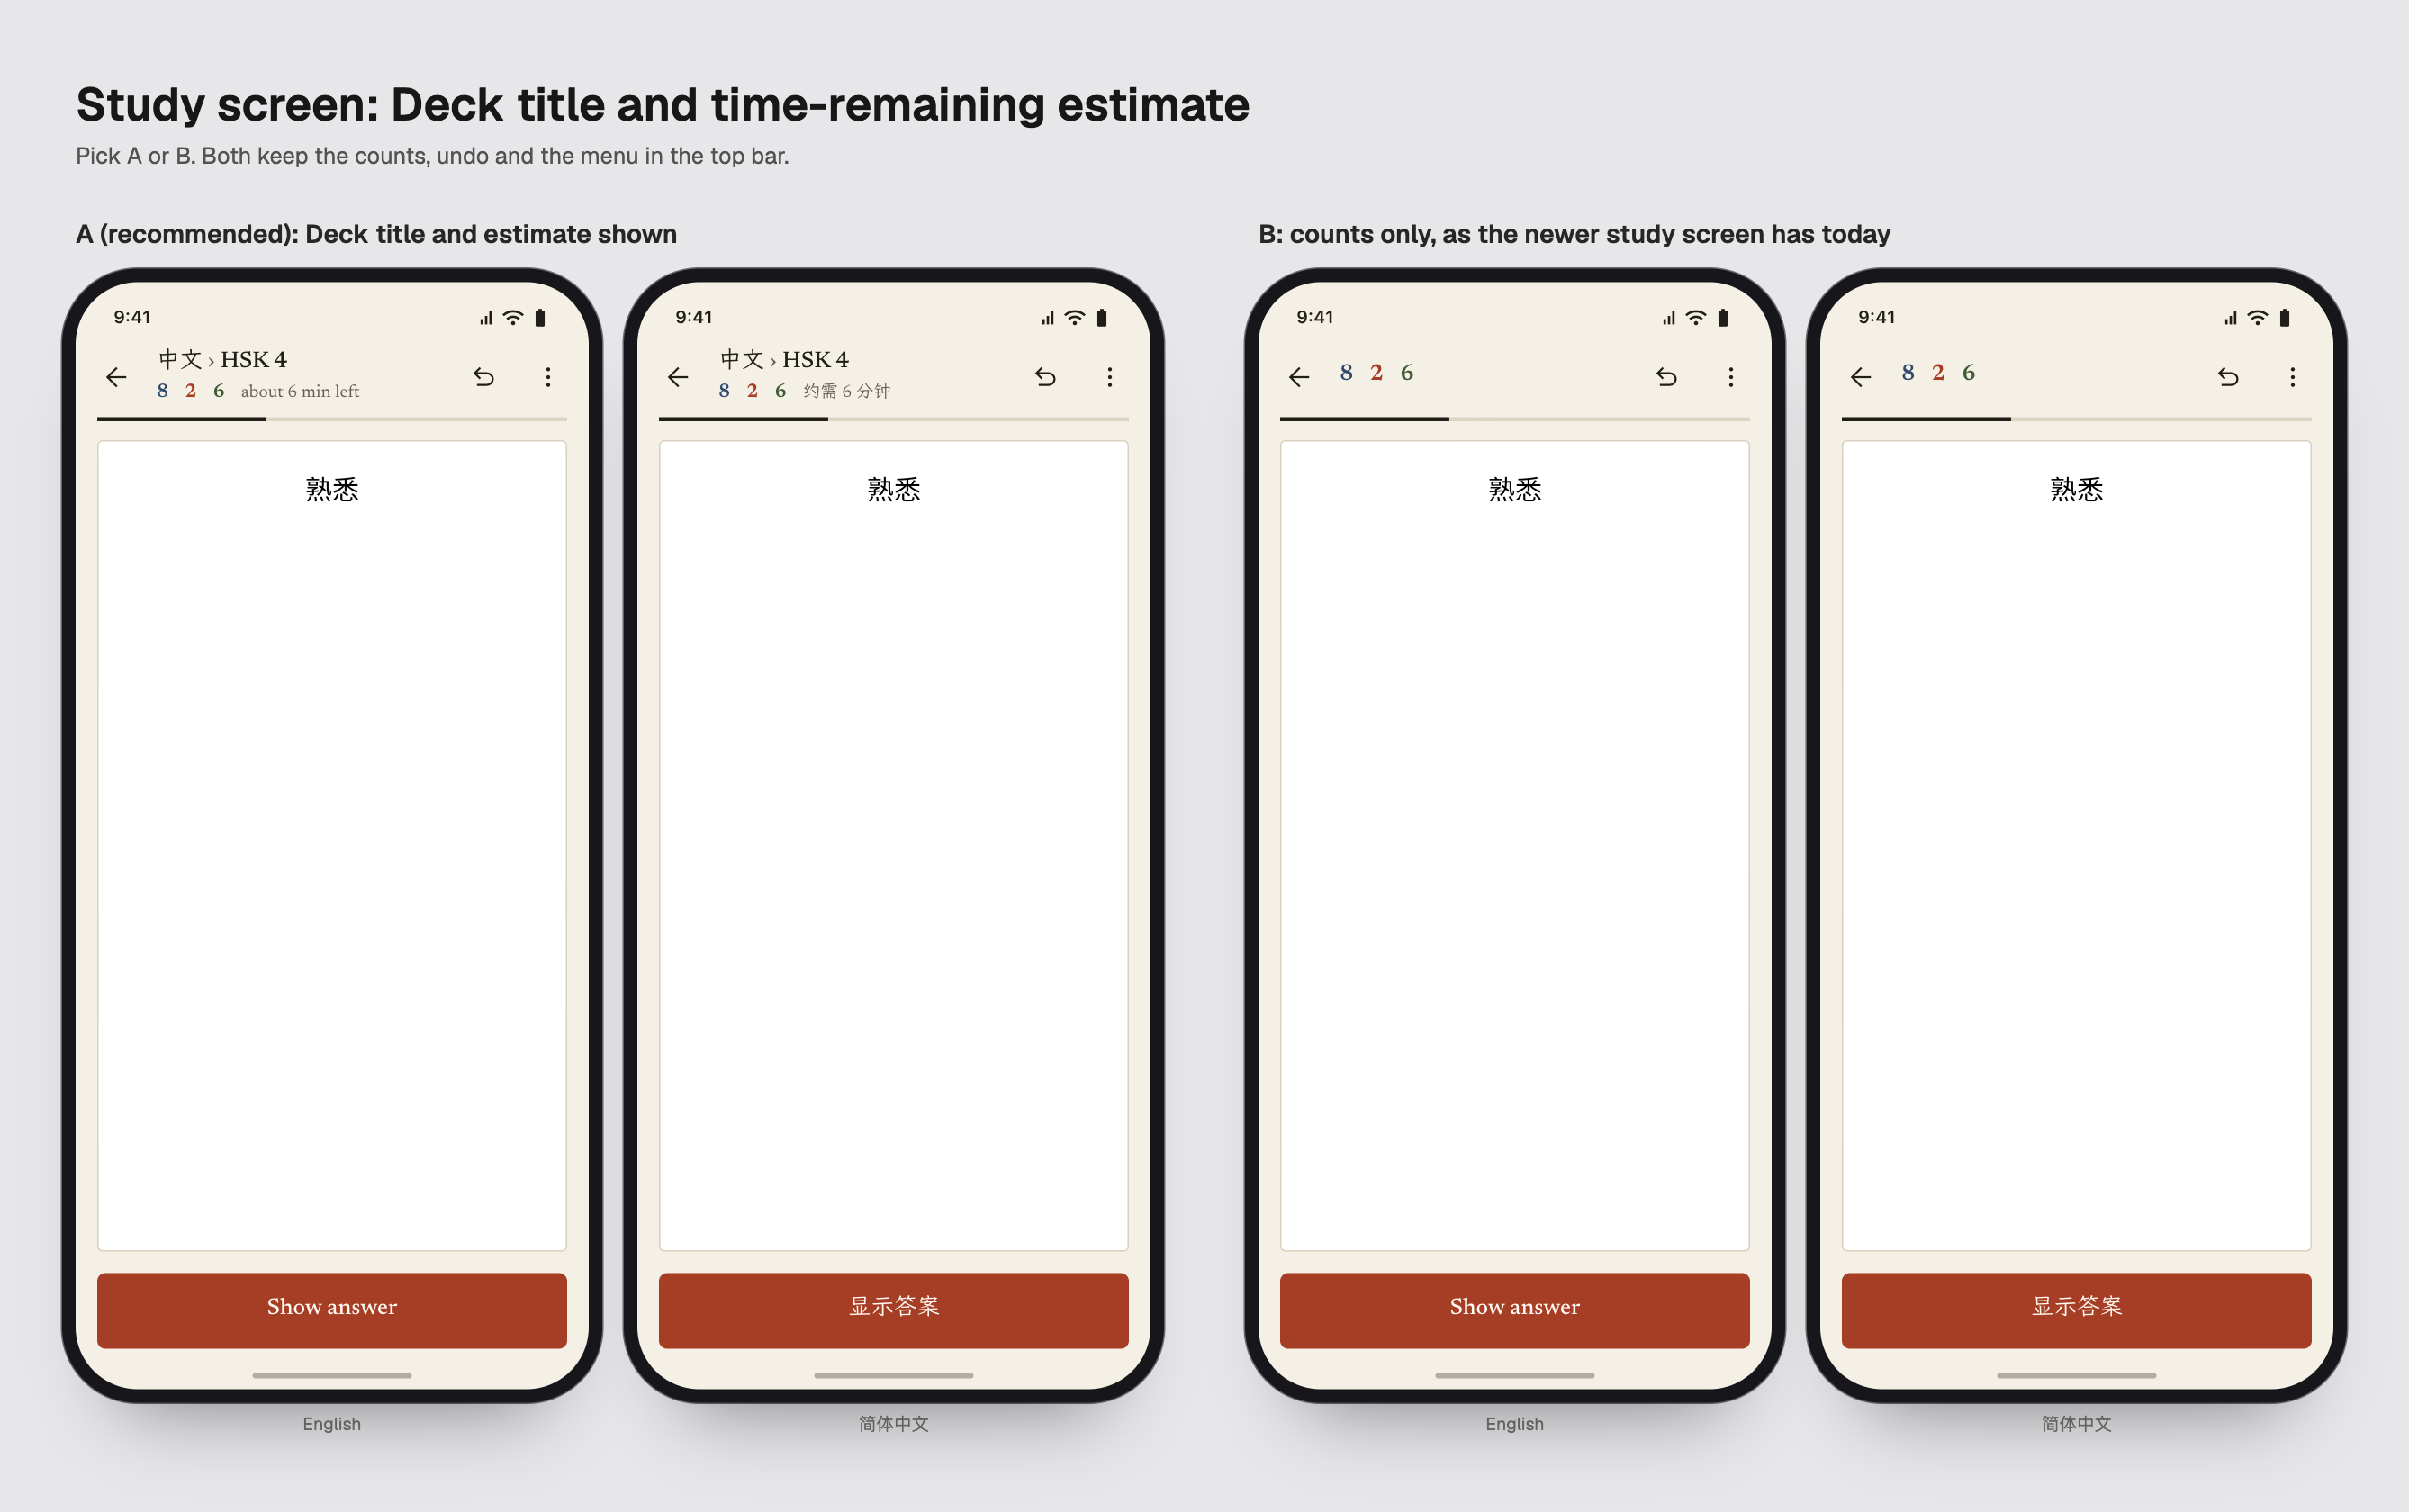 Study screen: Deck title and time-remaining estimate
Pick A or B. Both keep the counts, undo and the menu in the top bar.
A (recommended): Deck title and estimate shown
9:41
中文 › HSK 4
8 2 6 about 6 min left
熟悉
Show answer
English
9:41
中文 › HSK 4
8 2 6 约需 6 分钟
熟悉
显示答案
简体中文
B: counts only, as the newer study screen has today
9:41
8 2 6
熟悉
Show answer
English
9:41
8 2 6
熟悉
显示答案
简体中文